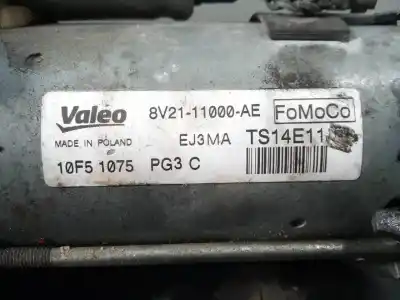 Valeo 8V21-11000-AE FoMoCo
MADE IN POLAND EJ3MA TS14E11
10F5 1075 PG3 C